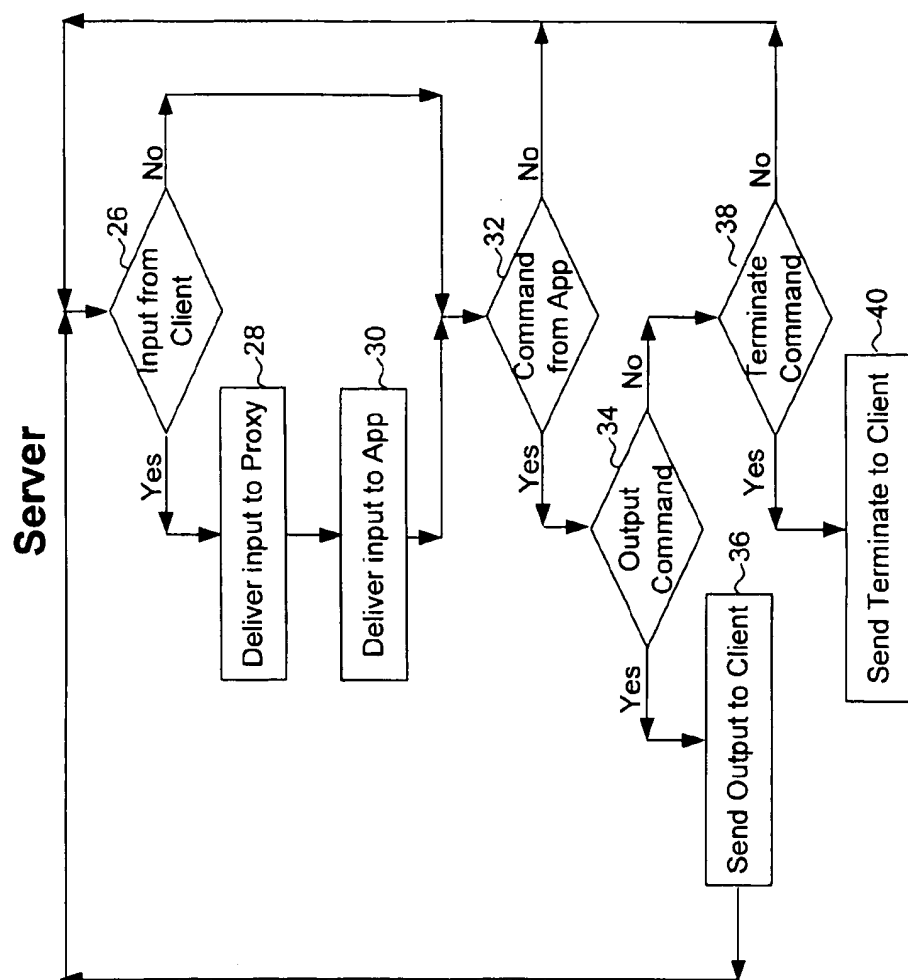 Server
26
Input from
Client
No
Yes
28
Deliver input to Proxy
30
Deliver input to App
32
Command
from App
No
Yes
34
Output
Command
No
Yes
36
Send Output to Client
38
Terminate
Command
No
Yes
40
Send Terminate to Client